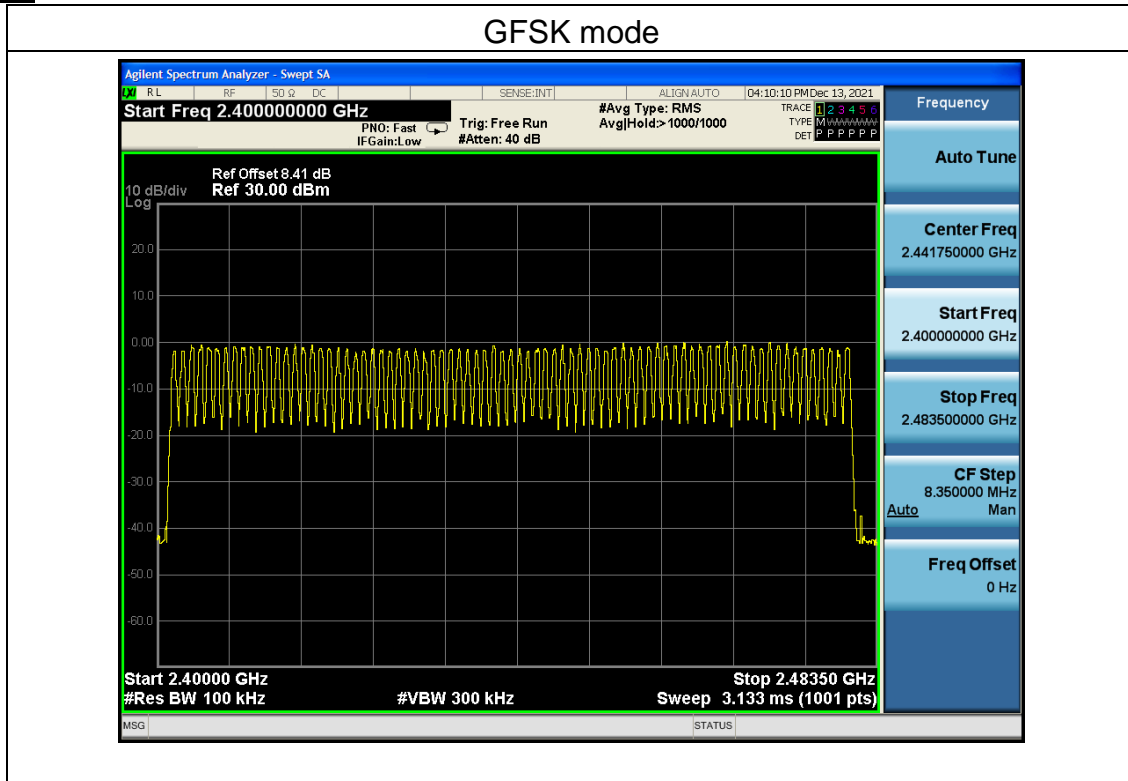 GFSK mode
Agilent Spectrum Analyzer - Swept SA
LXI RL RF 50 Ω DC SENSE:INT ALIGN AUTO 04:10:10 PM Dec 13, 2021
Start Freq 2.400000000 GHz
PNO: Fast
IFGain:Low
Trig: Free Run
#Atten: 40 dB
#Avg Type: RMS
Avg|Hold:> 1000/1000
TRACE 1 2 3 4 5 6
TYPE M
DET P P P P P P
Ref Offset 8.41 dB
10 dB/div Ref 30.00 dBm
Log
20.0
10.0
0.00
-10.0
-20.0
-30.0
-40.0
-50.0
-60.0
Start 2.40000 GHz Stop 2.48350 GHz
#Res BW 100 kHz #VBW 300 kHz Sweep 3.133 ms (1001 pts)
MSG STATUS
Frequency
Auto Tune
Center Freq
2.441750000 GHz
Start Freq
2.400000000 GHz
Stop Freq
2.483500000 GHz
CF Step
8.350000 MHz
Auto Man
Freq Offset
0 Hz